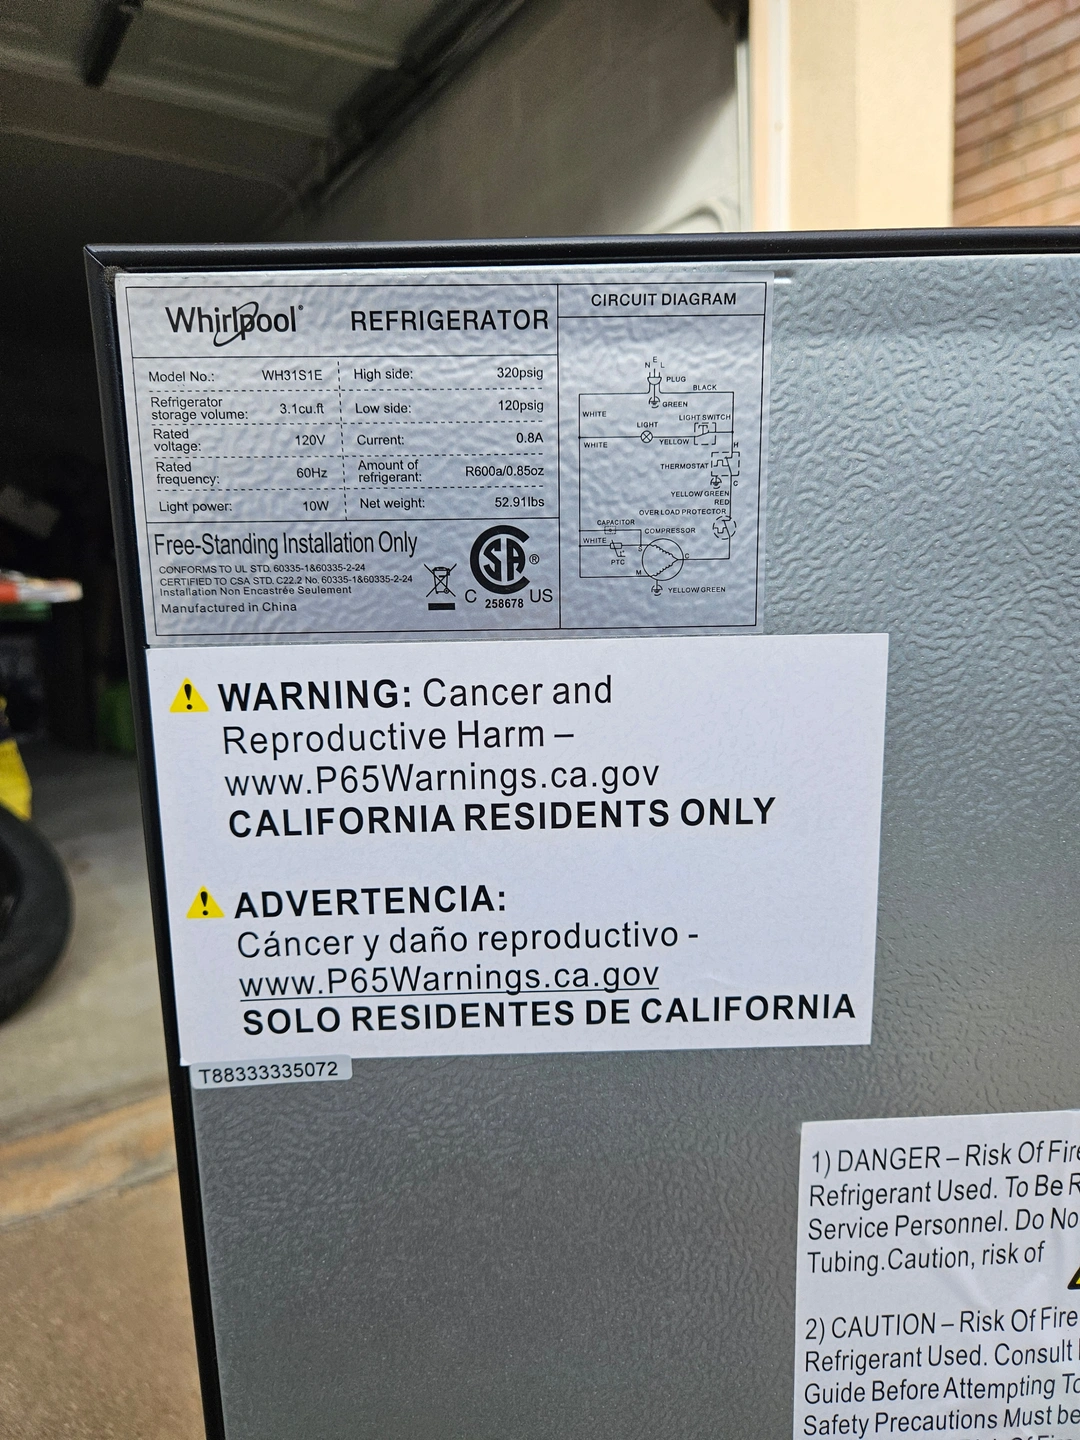 Whirlpool® REFRIGERATOR
Model No.: WH31S1E High side: 320psig
Refrigerator
storage volume: 3.1cu.ft Low side: 120psig
Rated
voltage: 120V Current: 0.8A
Rated
frequency: 60Hz Amount of
refrigerant: R600a/0.85oz
Light power: 10W Net weight: 52.91lbs
Free-Standing Installation Only
CONFORMS TO UL STD. 60335-1&60335-2-24
CERTIFIED TO CSA STD. C22.2 No. 60335-1&60335-2-24
Installation Non Encastrée Seulement
Manufactured in China
SA ®
C 258678 US
CIRCUIT DIAGRAM
N E L
PLUG
BLACK
GREEN
WHITE
LIGHT SWITCH
LIGHT
WHITE
YELLOW
H
THERMOSTAT
C
YELLOW/GREEN
RED
OVER LOAD PROTECTOR
CAPACITOR
COMPRESSOR
WHITE
S
C
PTC
M
YELLOW/GREEN
WARNING: Cancer and
Reproductive Harm –
www.P65Warnings.ca.gov
CALIFORNIA RESIDENTS ONLY
ADVERTENCIA:
Cáncer y daño reproductivo -
www.P65Warnings.ca.gov
SOLO RESIDENTES DE CALIFORNIA
T88333335072
1) DANGER – Risk Of Fire
Refrigerant Used. To Be
Service Personnel. Do
Tubing.Caution, risk of
2) CAUTION – Risk Of Fire
Refrigerant Used. Consult
Guide Before Attempting
Safety Precautions Must be